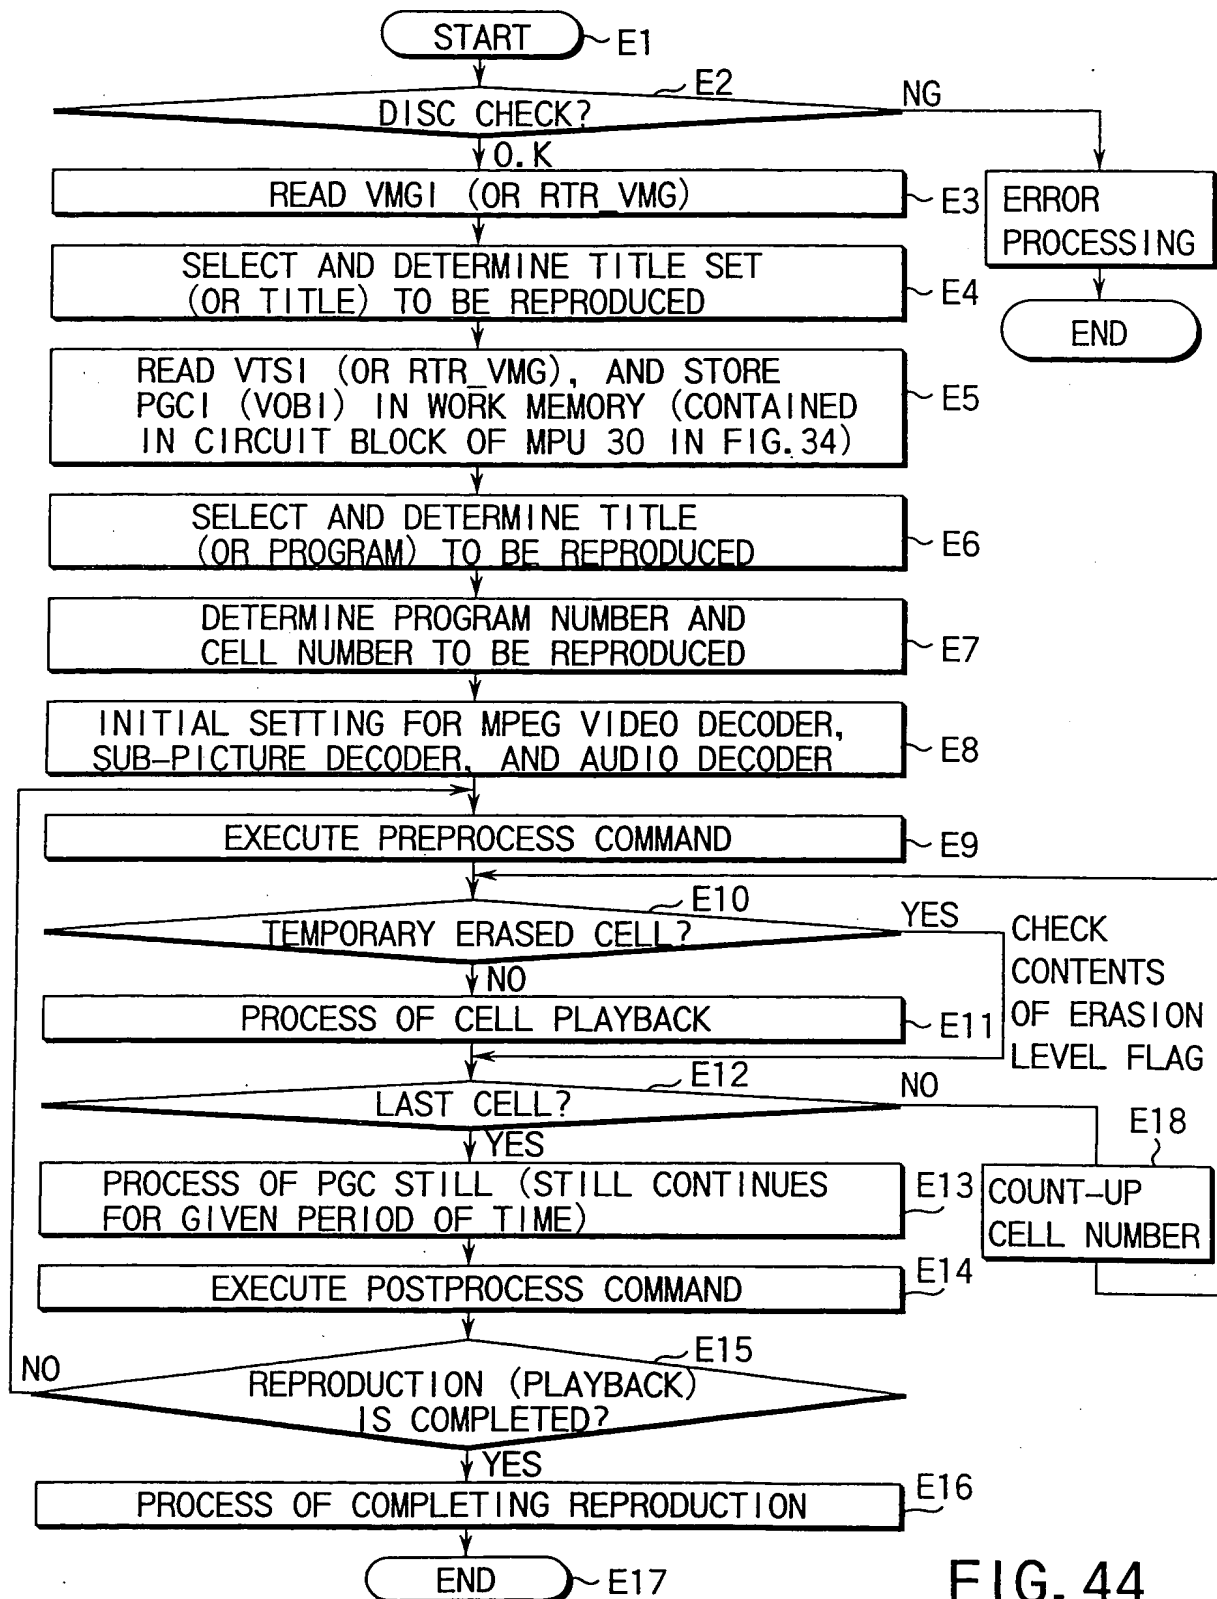 START
E1
E2
DISC CHECK?
NG
O.K
READ VMGI (OR RTR_VMG)
E3
ERROR
PROCESSING
SELECT AND DETERMINE TITLE SET
(OR TITLE) TO BE REPRODUCED
E4
END
READ VTSI (OR RTR_VMG), AND STORE
PGCI (VOBI) IN WORK MEMORY (CONTAINED
IN CIRCUIT BLOCK OF MPU 30 IN FIG.34)
E5
SELECT AND DETERMINE TITLE
(OR PROGRAM) TO BE REPRODUCED
E6
DETERMINE PROGRAM NUMBER AND
CELL NUMBER TO BE REPRODUCED
E7
INITIAL SETTING FOR MPEG VIDEO DECODER,
SUB-PICTURE DECODER, AND AUDIO DECODER
E8
EXECUTE PREPROCESS COMMAND
E9
E10
TEMPORARY ERASED CELL?
YES
CHECK
CONTENTS
OF ERASION
LEVEL FLAG
NO
PROCESS OF CELL PLAYBACK
E11
E12
LAST CELL?
NO
YES
E18
COUNT-UP
CELL NUMBER
PROCESS OF PGC STILL (STILL CONTINUES
FOR GIVEN PERIOD OF TIME)
E13
EXECUTE POSTPROCESS COMMAND
E14
E15
NO
REPRODUCTION (PLAYBACK)
IS COMPLETED?
YES
PROCESS OF COMPLETING REPRODUCTION
E16
END
E17
FIG. 44